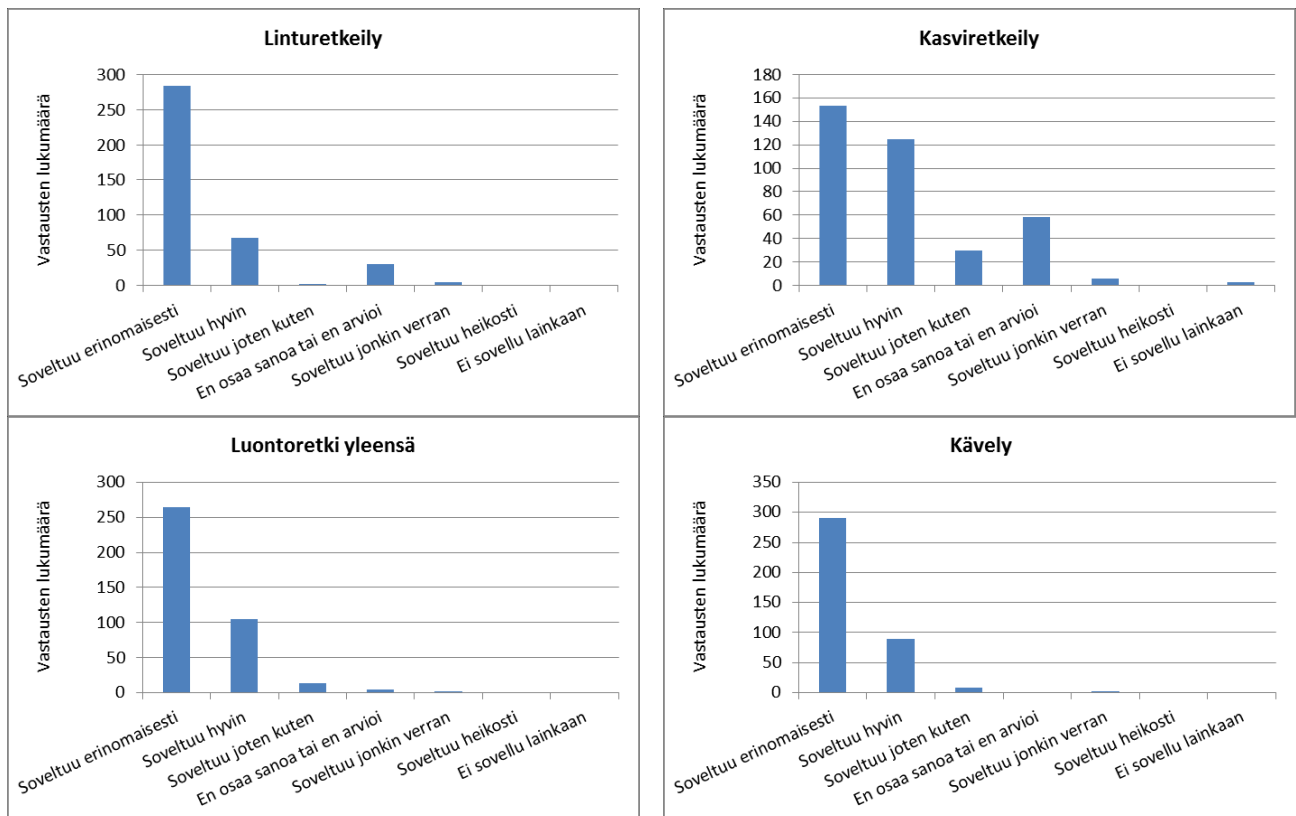 Linturetkeily
Vastausten lukumäärä
300
250
200
150
100
50
0
Soveltuu erinomaisesti
Soveltuu hyvin
Soveltuu joten kuten
En osaa sanoa tai en arvioi
Soveltuu jonkin verran
Soveltuu heikosti
Ei sovellu lainkaan
Kasviretkeily
Vastausten lukumäärä
180
160
140
120
100
80
60
40
20
0
Soveltuu erinomaisesti
Soveltuu hyvin
Soveltuu joten kuten
En osaa sanoa tai en arvioi
Soveltuu jonkin verran
Soveltuu heikosti
Ei sovellu lainkaan
Luontoretki yleensä
Vastausten lukumäärä
300
250
200
150
100
50
0
Soveltuu erinomaisesti
Soveltuu hyvin
Soveltuu joten kuten
En osaa sanoa tai en arvioi
Soveltuu jonkin verran
Soveltuu heikosti
Ei sovellu lainkaan
Kävely
Vastausten lukumäärä
350
300
250
200
150
100
50
0
Soveltuu erinomaisesti
Soveltuu hyvin
Soveltuu joten kuten
En osaa sanoa tai en arvioi
Soveltuu jonkin verran
Soveltuu heikosti
Ei sovellu lainkaan